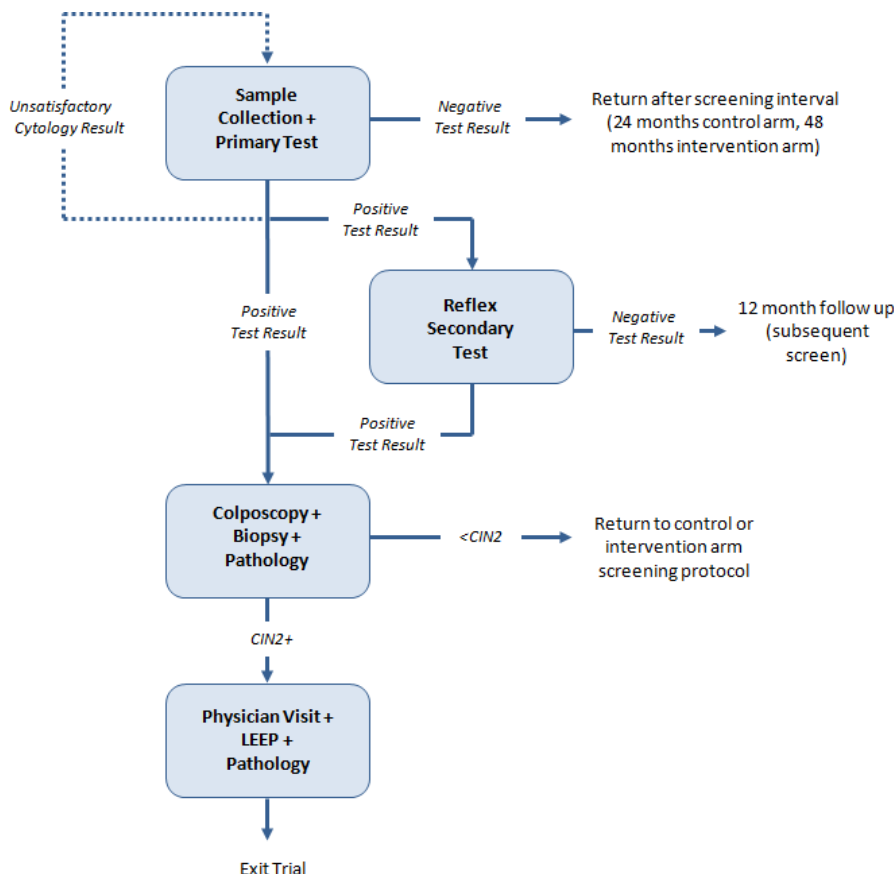 Unsatisfactory
Cytology Result
Sample
Collection +
Primary Test
Negative
Test Result
Return after screening interval
(24 months control arm, 48
months intervention arm)
Positive
Test Result
Positive
Test Result
Reflex
Secondary
Test
Negative
Test Result
12 month follow up
(subsequent
screen)
Positive
Test Result
Colposcopy +
Biopsy +
Pathology
<CIN2
Return to control or
intervention arm
screening protocol
CIN2+
Physician Visit +
LEEP +
Pathology
Exit Trial